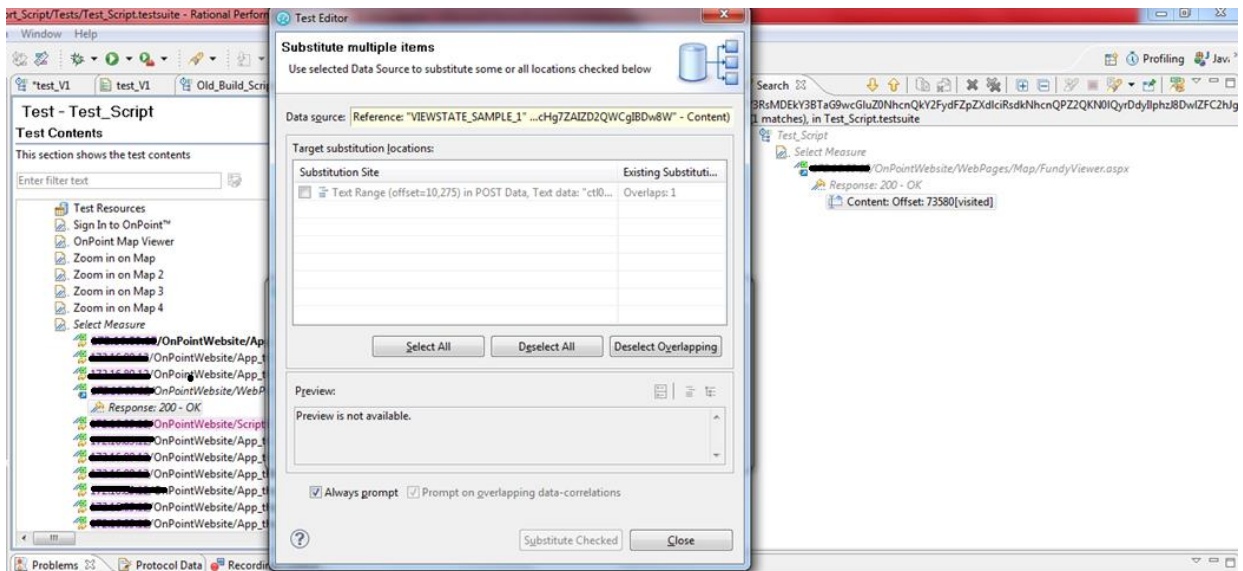 ort_Script/Tests/Test_Script.testsuite - Rational Perforn
Window Help
*test_V1 test_V1 Old_Build_Scrip
Test - Test_Script
Test Contents
This section shows the test contents
Enter filter text
Test Resources
Sign In to OnPoint™
OnPoint Map Viewer
Zoom in on Map
Zoom in on Map 2
Zoom in on Map 3
Zoom in on Map 4
Select Measure
/OnPointWebsite/Ap
/OnPointWebsite/App_t
/OnPointWebsite/App_t
OnPointWebsite/WebP
Response: 200 - OK
OnPointWebsite/Script
/OnPointWebsite/App_t
/OnPointWebsite/App_t
/OnPointWebsite/App_t
PointWebsite/App_t
/OnPointWebsite/App_t
OnPointWebsite/App_t
Problems Protocol Data Recordin
Test Editor
Substitute multiple items
Use selected Data Source to substitute some or all locations checked below
Data source: Reference: "VIEWSTATE_SAMPLE_1" ...cHg7ZAIZD2QWCgIBDw8W" - Content)
Target substitution locations:
Substitution Site Existing Substituti...
Text Range (offset=10,275) in POST Data, Text data: "ctl0... Overlaps: 1
Select All Deselect All Deselect Overlapping
Preview:
Preview is not available.
Always prompt Prompt on overlapping data-correlations
Substitute Checked Close
Profiling Jav
Search
1 matches), in Test_Script.testsuite
Test_Script
Select Measure
/OnPointWebsite/WebPages/Map/FundyViewer.aspx
Response: 200 - OK
Content: Offset: 73580[visited]